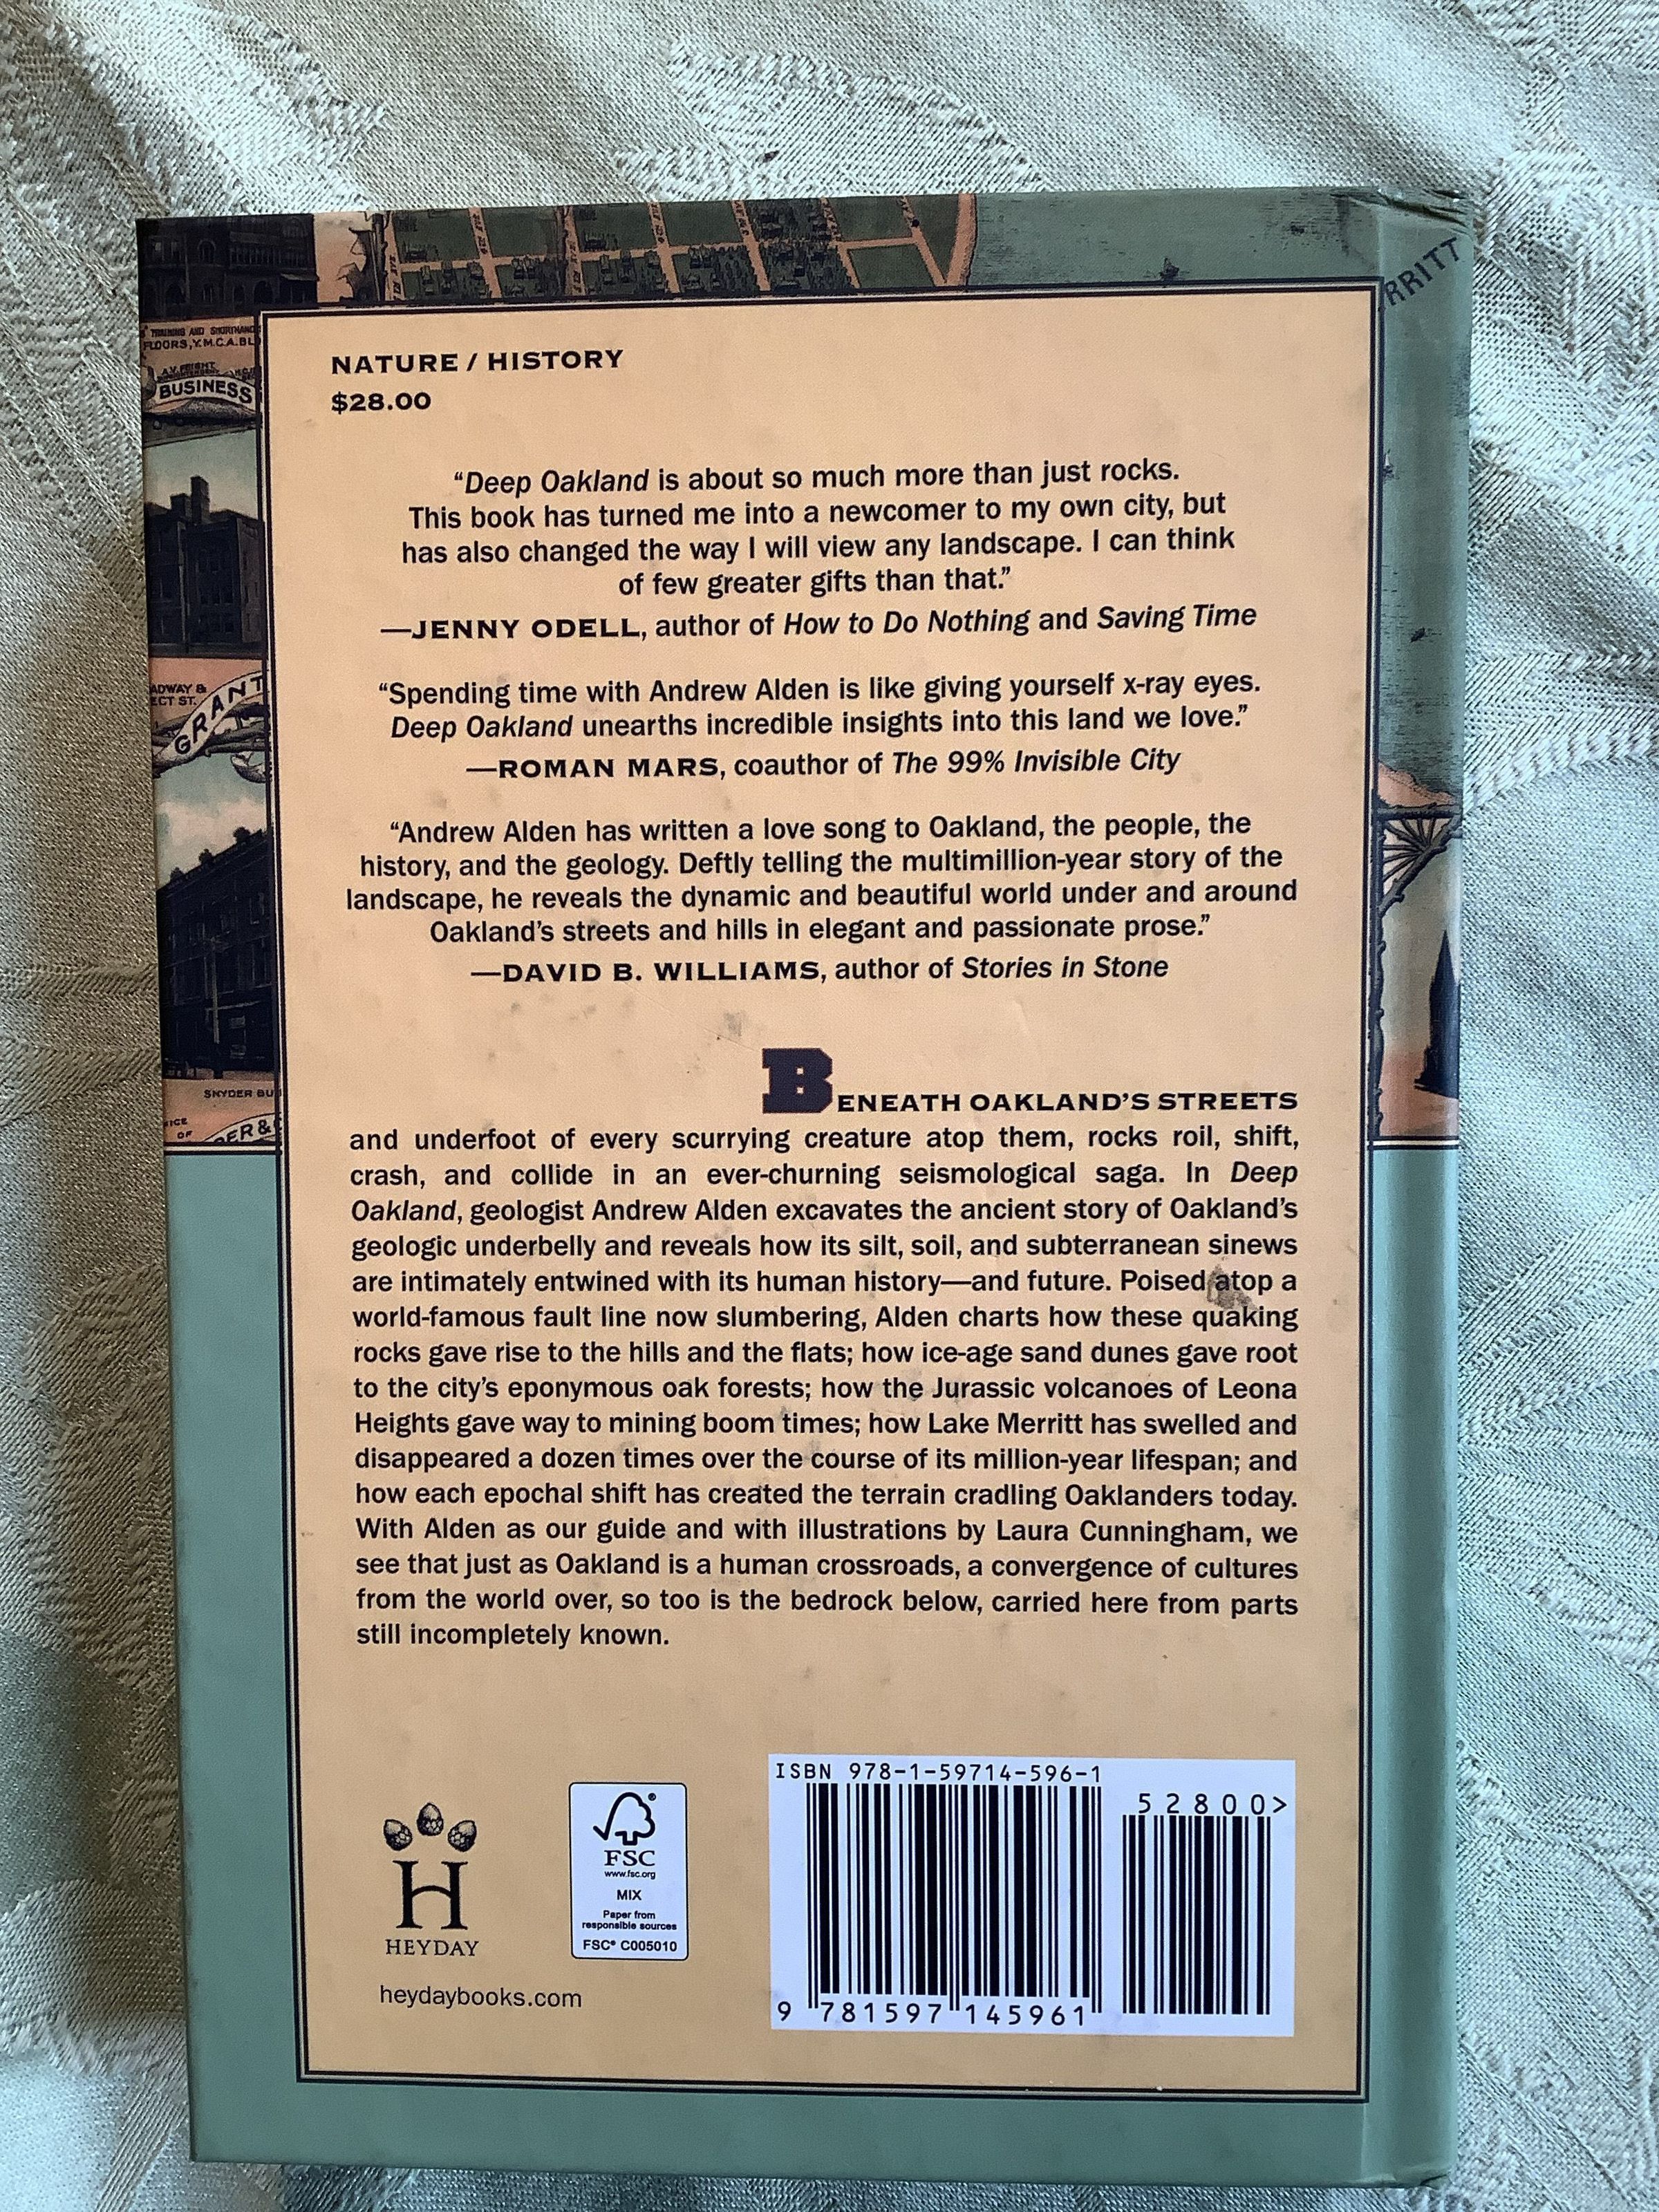 RRITT
TRAINING AND SHORTHAND
FLOORS, Y.M.C.A. BL
BUSINESS
ADWAY &
ECT ST.
GRANT
SNYDER BU
ICE
OF
ER &
NATURE / HISTORY
$28.00
“Deep Oakland is about so much more than just rocks.
This book has turned me into a newcomer to my own city, but
has also changed the way I will view any landscape. I can think
of few greater gifts than that.”
—JENNY ODELL, author of How to Do Nothing and Saving Time
“Spending time with Andrew Alden is like giving yourself x-ray eyes.
Deep Oakland unearths incredible insights into this land we love.”
—ROMAN MARS, coauthor of The 99% Invisible City
“Andrew Alden has written a love song to Oakland, the people, the
history, and the geology. Deftly telling the multimillion-year story of the
landscape, he reveals the dynamic and beautiful world under and around
Oakland’s streets and hills in elegant and passionate prose.”
—DAVID B. WILLIAMS, author of Stories in Stone
BENEATH OAKLAND’S STREETS
and underfoot of every scurrying creature atop them, rocks roil, shift,
crash, and collide in an ever-churning seismological saga. In Deep
Oakland, geologist Andrew Alden excavates the ancient story of Oakland’s
geologic underbelly and reveals how its silt, soil, and subterranean sinews
are intimately entwined with its human history—and future. Poised atop a
world-famous fault line now slumbering, Alden charts how these quaking
rocks gave rise to the hills and the flats; how ice-age sand dunes gave root
to the city’s eponymous oak forests; how the Jurassic volcanoes of Leona
Heights gave way to mining boom times; how Lake Merritt has swelled and
disappeared a dozen times over the course of its million-year lifespan; and
how each epochal shift has created the terrain cradling Oaklanders today.
With Alden as our guide and with illustrations by Laura Cunningham, we
see that just as Oakland is a human crossroads, a convergence of cultures
from the world over, so too is the bedrock below, carried here from parts
still incompletely known.
H
HEYDAY
heydaybooks.com
FSC
www.fsc.org
MIX
Paper from
responsible sources
FSC® C005010
ISBN 978-1-59714-596-1
52800>
9 781597 145961